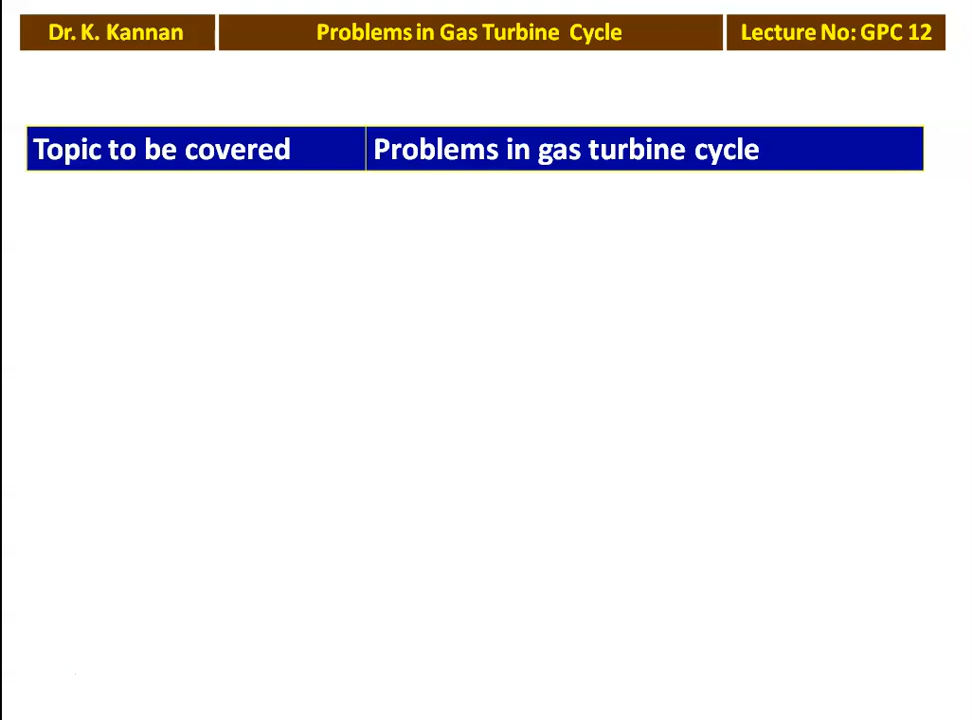 Dr. K. Kannan Problems in Gas Turbine Cycle Lecture No: GPC 12
Topic to be covered Problems in gas turbine cycle